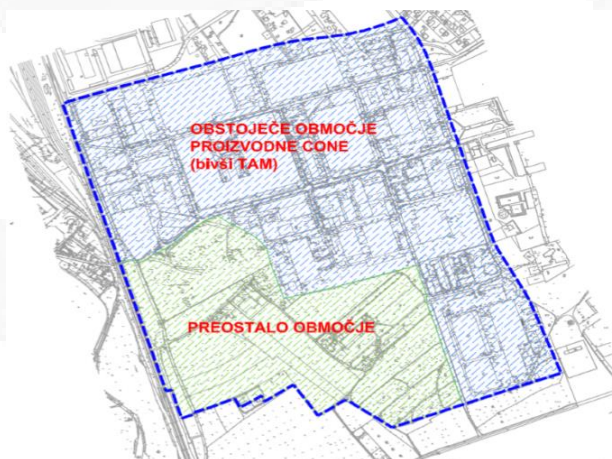 OBSTOJEČE OBMOČJE
PROIZVODNE CONE
(bivši TAM)
PREOSTALO OBMOČJE